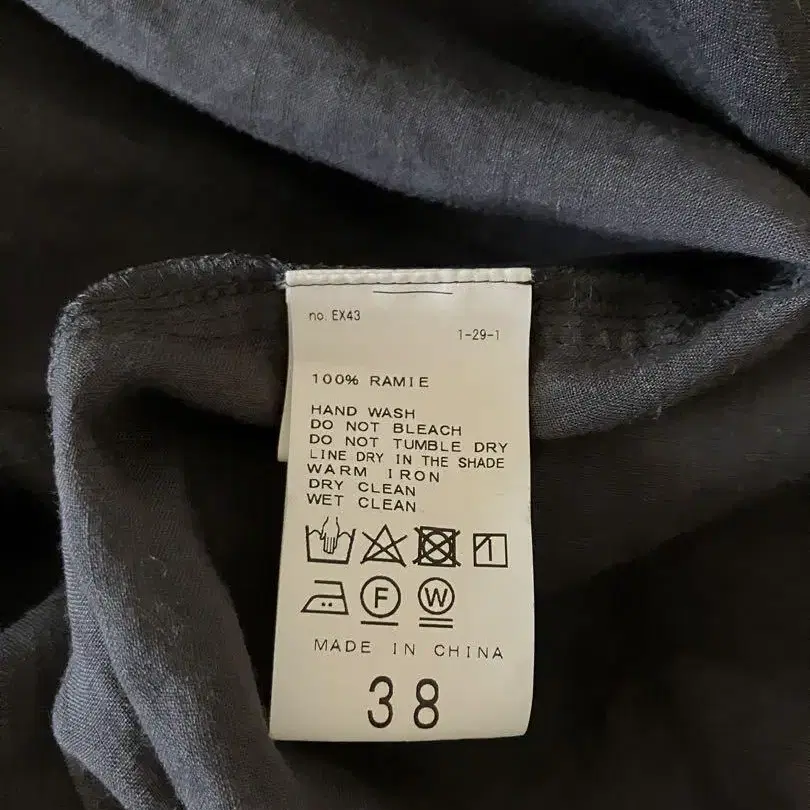 no. EX43
1-29-1
100% RAMIE
HAND WASH
DO NOT BLEACH
DO NOT TUMBLE DRY
LINE DRY IN THE SHADE
WARM IRON
DRY CLEAN
WET CLEAN
F W
MADE IN CHINA
38